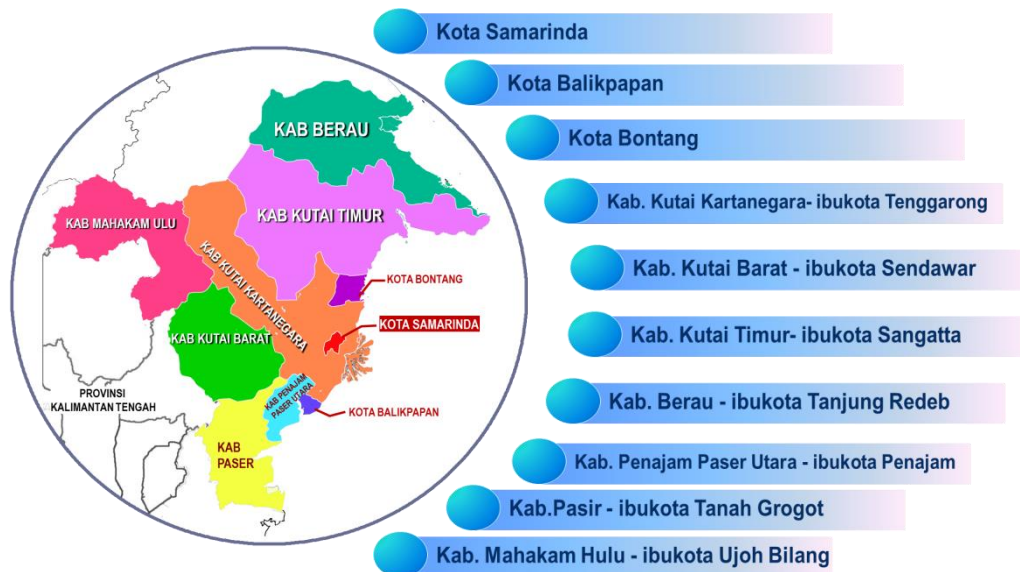 Kota Samarinda
Kota Balikpapan
Kota Bontang
Kab. Kutai Kartanegara- ibukota Tenggarong
Kab. Kutai Barat - ibukota Sendawar
Kab. Kutai Timur- ibukota Sangatta
Kab. Berau - ibukota Tanjung Redeb
Kab. Penajam Paser Utara - ibukota Penajam
Kab.Pasir - ibukota Tanah Grogot
Kab. Mahakam Hulu - ibukota Ujoh Bilang
KAB BERAU
KAB KUTAI TIMUR
KAB MAHAKAM ULU
KAB KUTAI KARTANEGARA
KOTA BONTANG
KOTA SAMARINDA
KAB KUTAI BARAT
PROVINSI
KALIMANTAN TENGAH
KAB PENAJAM
PASER UTARA
KOTA BALIKPAPAN
KAB
PASER